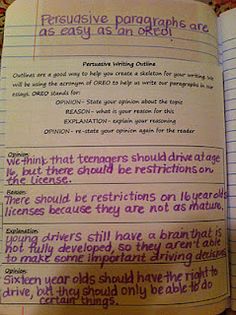 Persuasive paragraphs are
as easy as an OREO!
Persuasive Writing Outline
Outlines are a good way to help you create a skeleton for your writing. We
will be using the acronym of OREO to help us write our paragraphs in our
essays. OREO stands for:
OPINION- State your opinion about the topic
REASON- what is your reason for this
EXPLANATION- explain your reasoning
OPINION- re-state your opinion again for the reader
Opinion:
We think that teenagers should drive at age
16, but there should be restrictions on
the license.
Reason:
There should be restrictions on 16 year olds
licenses because they are not as mature.
Explanation:
Young drivers still have a brain that is
not fully developed, so they aren't able
to make some important driving decisions.
Opinion:
Sixteen year olds should have the right to
drive, but they should only be able to do
certain things.